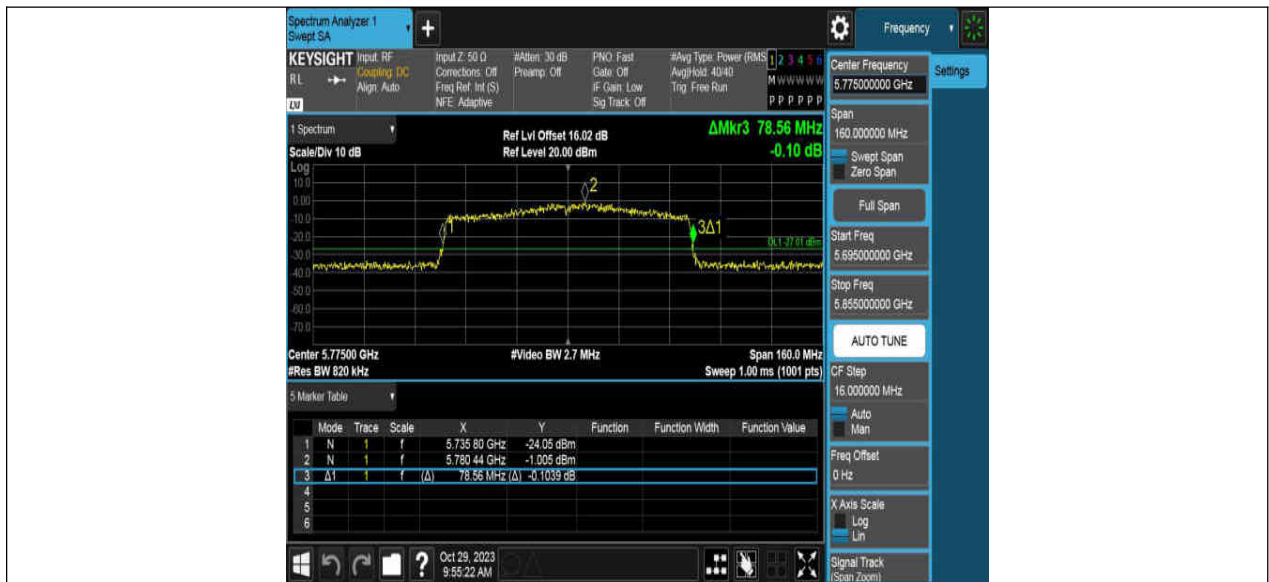 Spectrum Analyzer 1
Swept SA
+
Frequency
KEYSIGHT
RL
LXI
Input: RF
Coupling: DC
Align: Auto
Input Z: 50 Ω
Corrections: Off
Freq Ref: Int (S)
NFE: Adaptive
#Atten: 30 dB
Preamp: Off
PNO: Fast
Gate: Off
IF Gain: Low
Sig Track: Off
#Avg Type: Power (RMS
Avg|Hold: 40/40
Trig: Free Run
1 2 3 4 5 6
M W W W W W
P P P P P P
1 Spectrum
Scale/Div 10 dB
Ref Lvl Offset 16.02 dB
Ref Level 20.00 dBm
ΔMkr3 78.56 MHz
-0.10 dB
Log
10.0
0.00
-10.0
-20.0
-30.0
-40.0
-50.0
-60.0
-70.0
2
1
3Δ1
Center 5.77500 GHz
#Res BW 820 kHz
#Video BW 2.7 MHz
Span 160.0 MHz
Sweep 1.00 ms (1001 pts)
5 Marker Table
Mode Trace Scale X Y Function Function Width Function Value
1 N 1 f 5.735 80 GHz -24.05 dBm
2 N 1 f 5.780 44 GHz -1.005 dBm
3 Δ1 1 f (Δ) 78.56 MHz (Δ) -0.1039 dB
4
5
6
?
Oct 29, 2023
9:55:22 AM
Settings
Center Frequency
5.775000000 GHz
Span
160.000000 MHz
Swept Span
Zero Span
Full Span
Start Freq
5.695000000 GHz
Stop Freq
5.855000000 GHz
AUTO TUNE
CF Step
16.000000 MHz
Auto
Man
Freq Offset
0 Hz
X Axis Scale
Log
Lin
Signal Track
(Span Zoom)